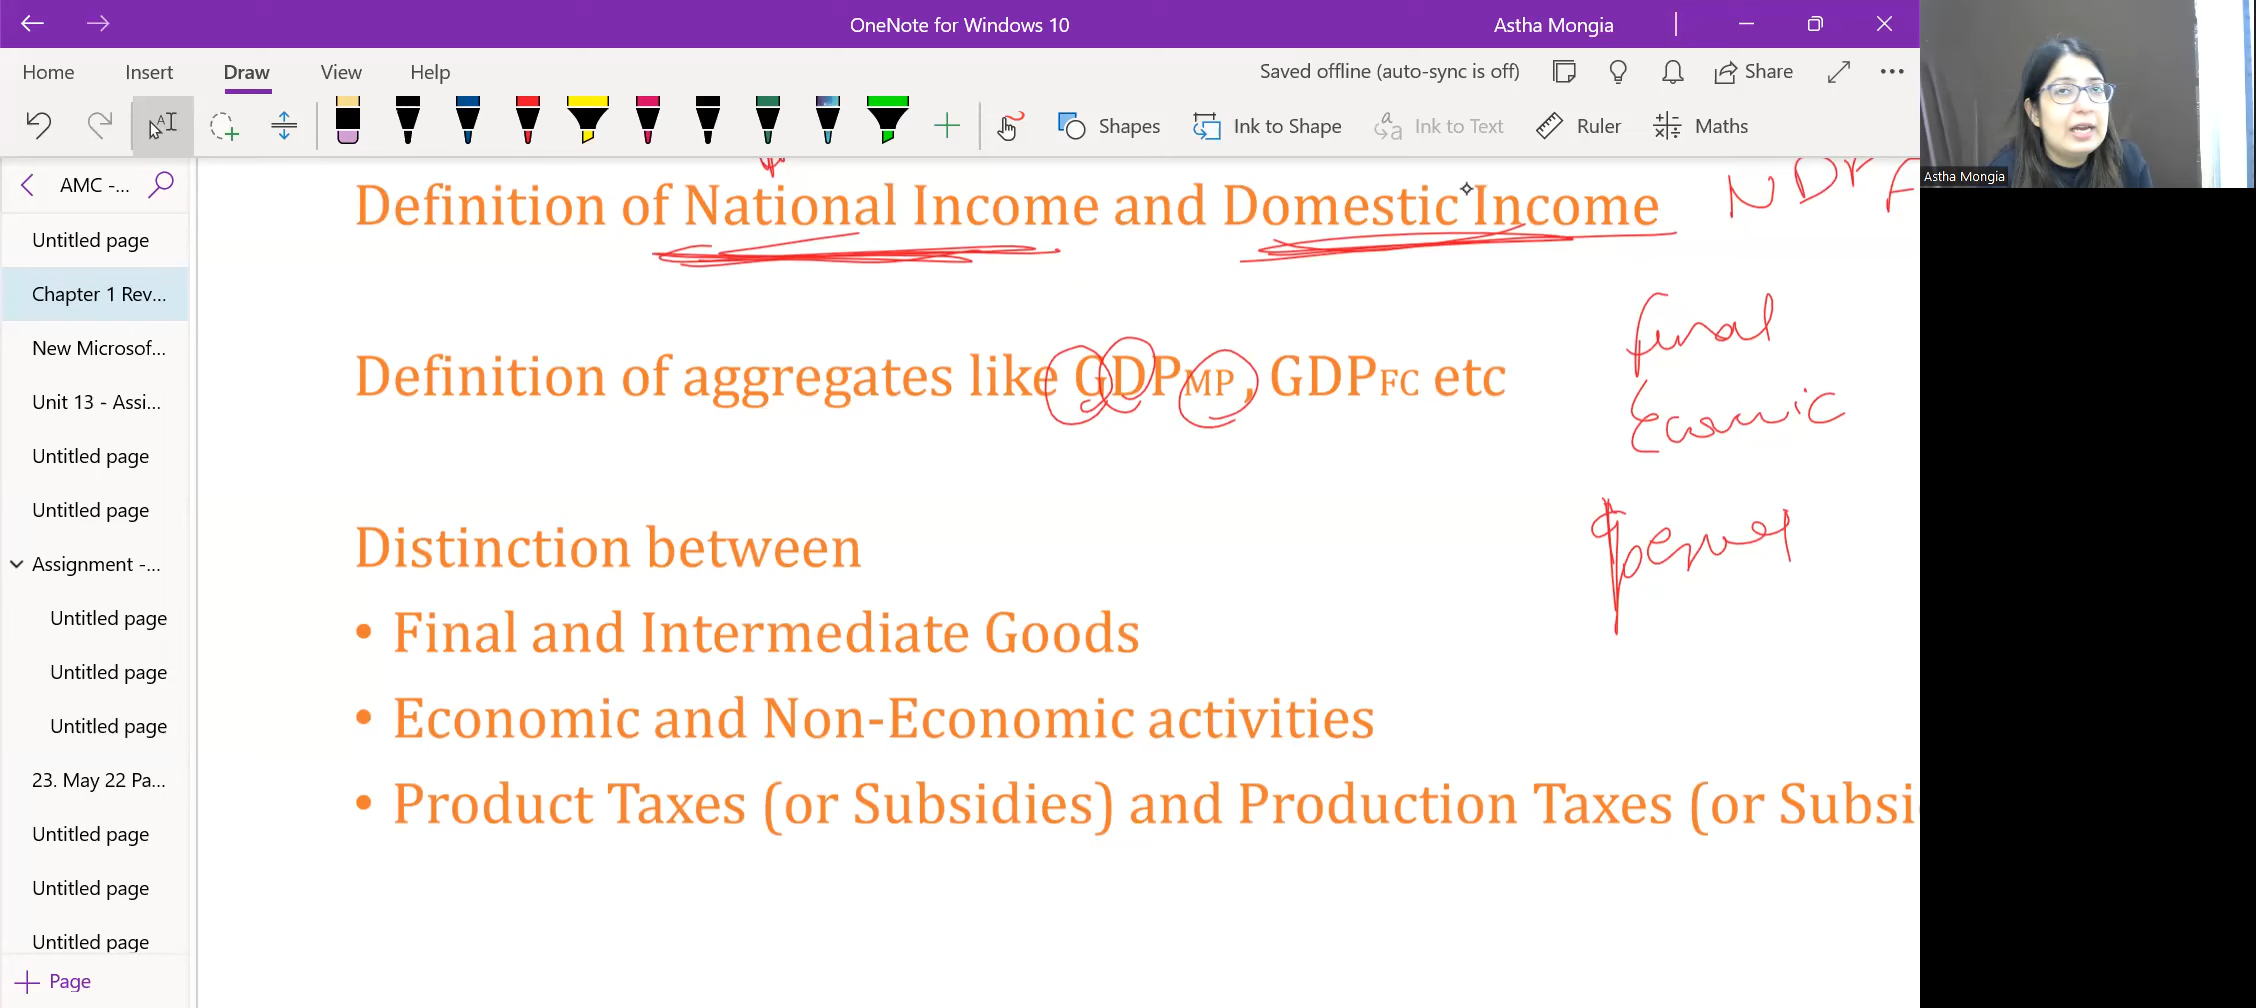 OneNote for Windows 10
Astha Mongia
Home Insert Draw View Help
Saved offline (auto-sync is off)
Share
Shapes
Ink to Shape
Ink to Text
Ruler
Maths
AMC -...
Untitled page
Chapter 1 Rev...
New Microsof...
Unit 13 - Assi...
Untitled page
Untitled page
Assignment -...
Untitled page
Untitled page
Untitled page
23. May 22 Pa...
Untitled page
Untitled page
Untitled page
Page
Definition of National Income and Domestic Income
Definition of aggregates like GDPMP, GDPFC etc
Final
Distinction between
• Final and Intermediate Goods
• Economic and Non-Economic activities
• Product Taxes (or Subsidies) and Production Taxes (or Subsi
Astha Mongia